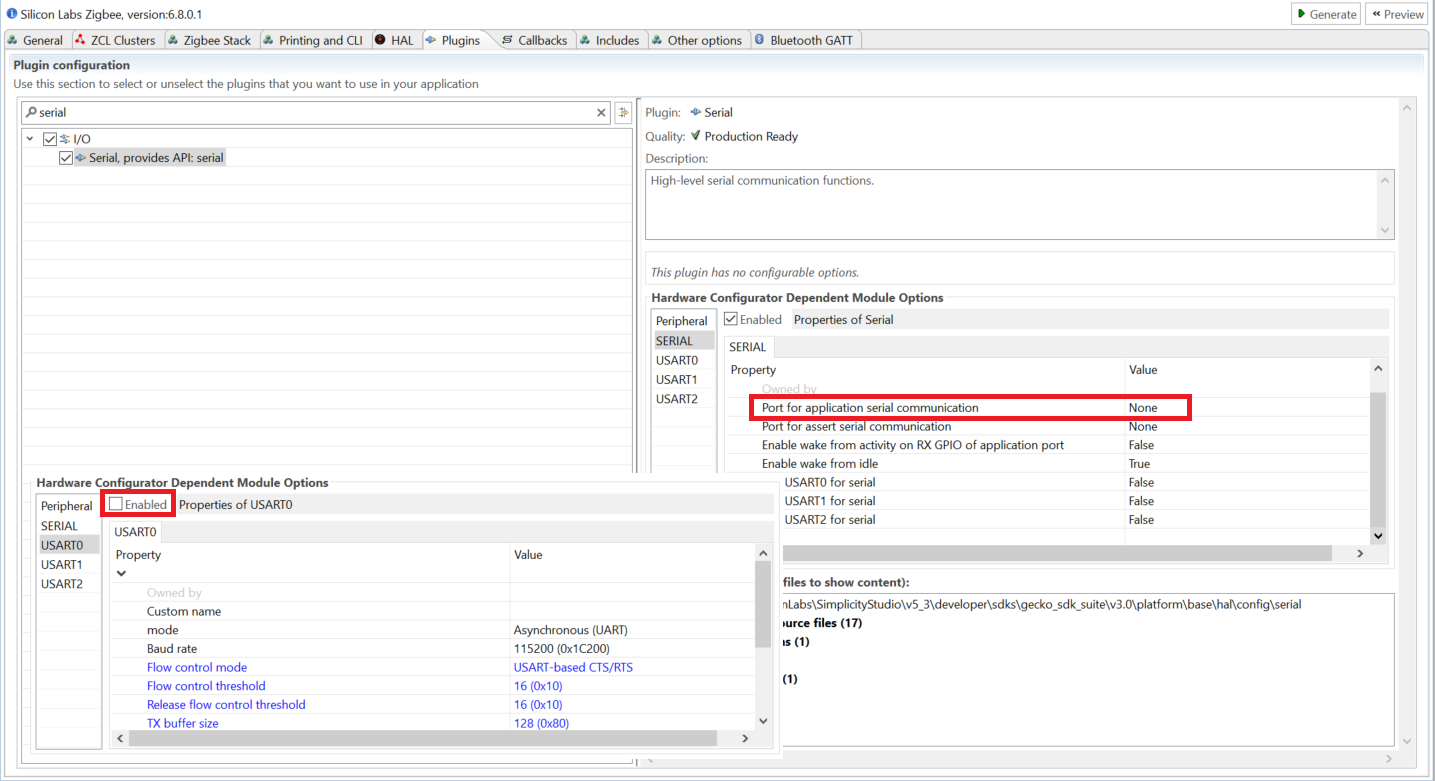 Silicon Labs Zigbee, version:6.8.0.1
Generate
Preview
General
ZCL Clusters
Zigbee Stack
Printing and CLI
HAL
Plugins
Callbacks
Includes
Other options
Bluetooth GATT
Plugin configuration
Use this section to select or unselect the plugins that you want to use in your application
serial
I/O
Serial, provides API: serial
Plugin: Serial
Quality: Production Ready
Description:
High-level serial communication functions.
This plugin has no configurable options.
Hardware Configurator Dependent Module Options
Peripheral
SERIAL
USART0
USART1
USART2
Enabled Properties of Serial
SERIAL
Property Value
Owned by
Port for application serial communication None
Port for assert serial communication None
Enable wake from activity on RX GPIO of application port False
Enable wake from idle True
USART0 for serial False
USART1 for serial False
USART2 for serial False
files to show content):
nLabs\SimplicityStudio\v5_3\developer\sdks\gecko_sdk_suite\v3.0\platform\base\hal\config\serial
urce files (17)
s (1)
(1)
Hardware Configurator Dependent Module Options
Peripheral
SERIAL
USART0
USART1
USART2
Enabled Properties of USART0
USART0
Property Value
Owned by
Custom name
mode Asynchronous (UART)
Baud rate 115200 (0x1C200)
Flow control mode USART-based CTS/RTS
Flow control threshold 16 (0x10)
Release flow control threshold 16 (0x10)
TX buffer size 128 (0x80)